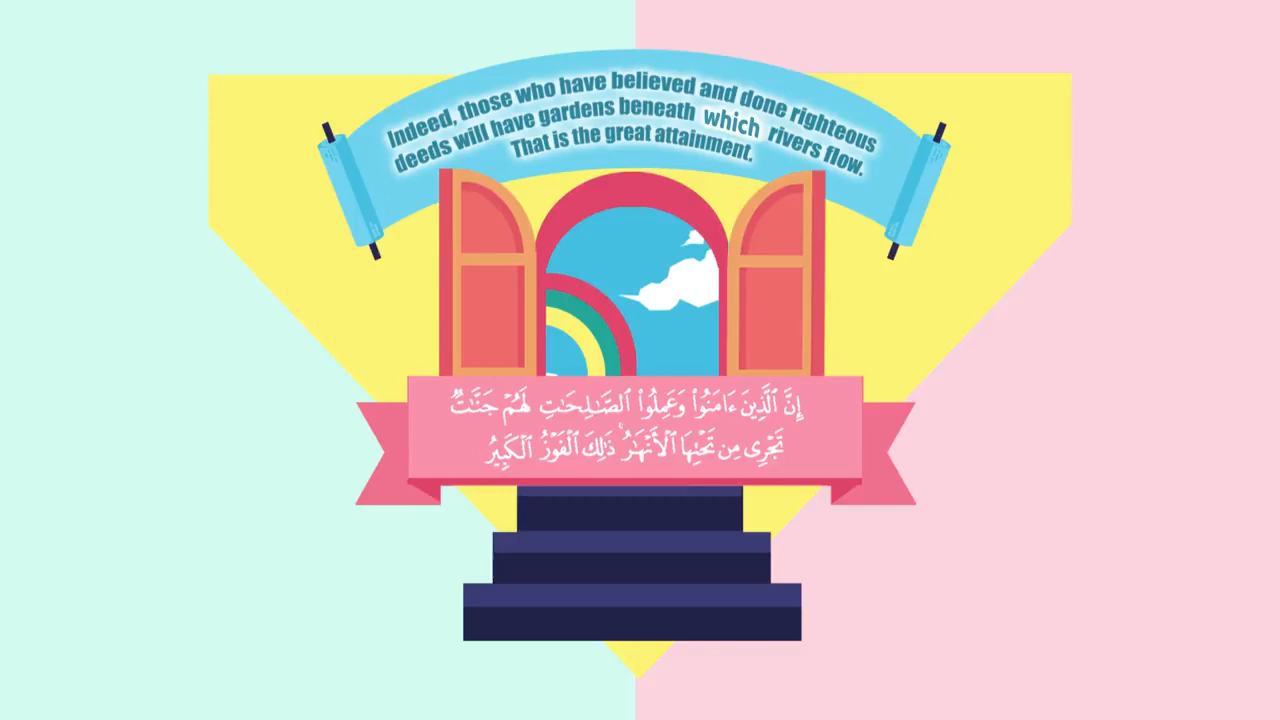 Indeed, those who have believed and done righteous
deeds will have gardens beneath which rivers flow.
That is the great attainment.
إِنَّ ٱلَّذِينَ ءَامَنُوا۟ وَعَمِلُوا۟ ٱلصَّـٰلِحَـٰتِ لَهُمْ جَنَّـٰتٌ
تَجْرِى مِن تَحْتِهَا ٱلْأَنْهَـٰرُ ۚ ذَٰلِكَ ٱلْفَوْزُ ٱلْكَبِيرُ